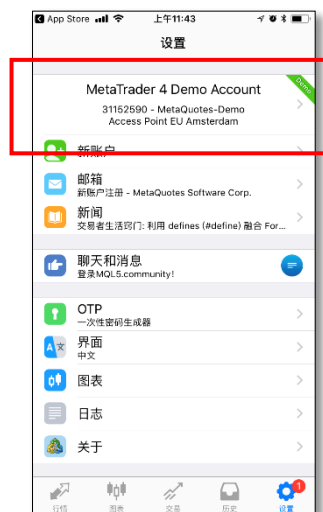 App Store 上午11:43
设置
Demo
MetaTrader 4 Demo Account
31152590 - MetaQuotes-Demo
Access Point EU Amsterdam
新账户
邮箱
新账户注册 - MetaQuotes Software Corp.
新闻
交易者生活窍门: 利用 defines (#define) 融合 For...
聊天和消息
登录MQL5.community!
OTP
一次性密码生成器
界面
中文
图表
日志
关于
1
行情 图表 交易 历史 设置